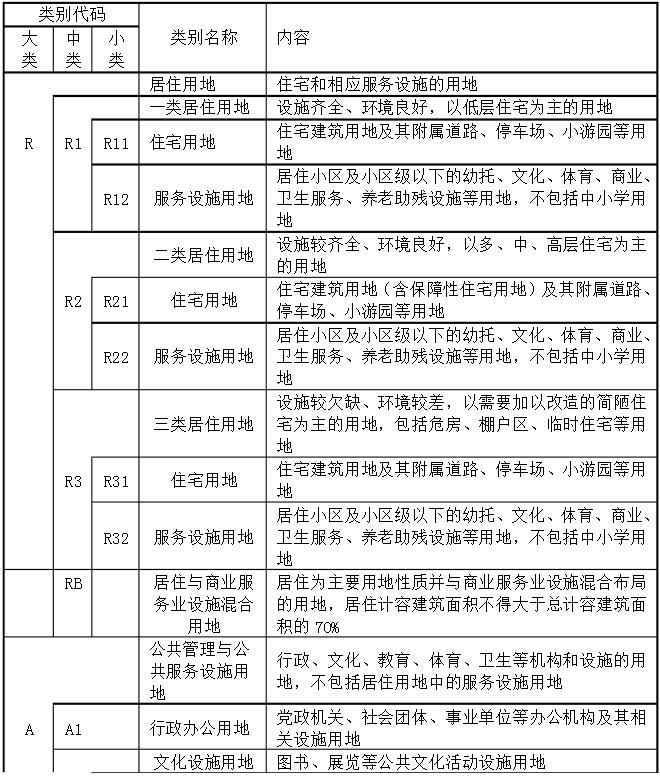 类别代码
大类
中类
小类
类别名称
内容
居住用地
住宅和相应服务设施的用地
一类居住用地
设施齐全、环境良好，以低层住宅为主的用地
R
R1
R11
住宅用地
住宅建筑用地及其附属道路、停车场、小游园等用
地
R12
服务设施用地
居住小区及小区级以下的幼托、文化、体育、商业、
卫生服务、养老助残设施等用地，不包括中小学用
地
二类居住用地
设施较齐全、环境良好，以多、中、高层住宅为主
的用地
R2
R21
住宅用地
住宅建筑用地（含保障性住宅用地）及其附属道路、
停车场、小游园等用地
R22
服务设施用地
居住小区及小区级以下的幼托、文化、体育、商业、
卫生服务、养老助残设施等用地，不包括中小学用
地
三类居住用地
设施较欠缺、环境较差，以需要加以改造的简陋住
宅为主的用地，包括危房、棚户区、临时住宅等用
地
R3
R31
住宅用地
住宅建筑用地及其附属道路、停车场、小游园等用
地
R32
服务设施用地
居住小区及小区级以下的幼托、文化、体育、商业、
卫生服务、养老助残设施等用地，不包括中小学用
地
RB
居住与商业服
务业设施混合
用地
居住为主要用地性质并与商业服务业设施混合布局
的用地，居住计容建筑面积不得大于总计容建筑面
积的70%
公共管理与公
共服务设施用
地
行政、文化、教育、体育、卫生等机构和设施的用
地，不包括居住用地中的服务设施用地
A
A1
行政办公用地
党政机关、社会团体、事业单位等办公机构及其相
关设施用地
文化设施用地
图书、展览等公共文化活动设施用地